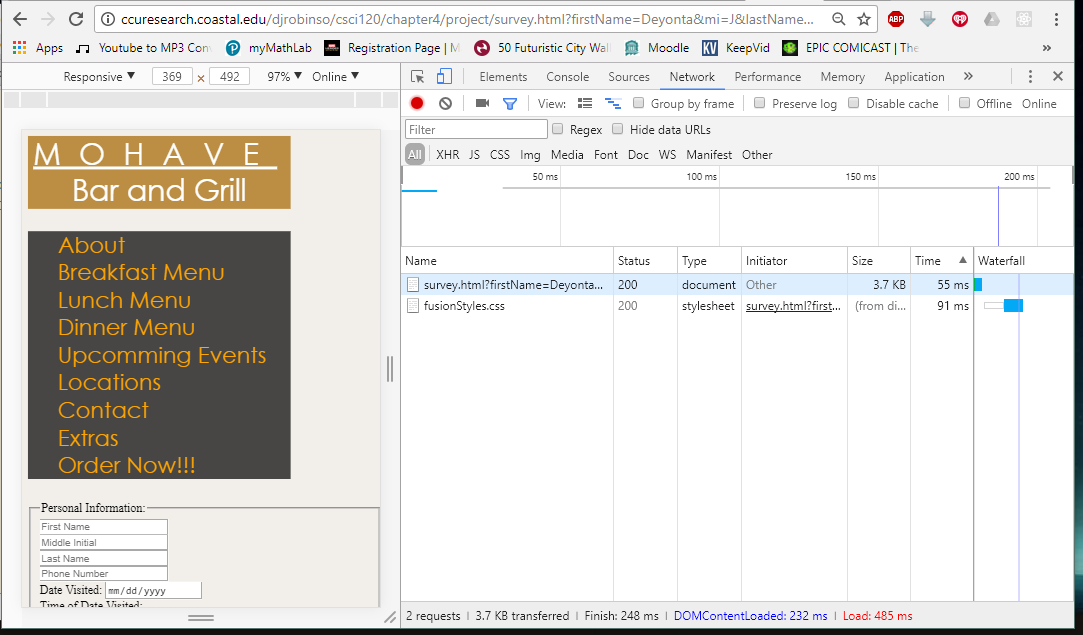 ccuresearch.coastal.edu/djrobinso/csci120/chapter4/project/survey.html?firstName=Deyonta&mi=J&lastName...
ABP
Apps Youtube to MP3 Con myMathLab Registration Page | M 50 Futuristic City Wal Moodle KV KeepVid EPIC COMICAST | The »
Responsive ▼ 369 × 492 97% ▼ Online ▼
Elements Console Sources Network Performance Memory Application »
View: Group by frame Preserve log Disable cache Offline Online
Filter Regex Hide data URLs
All XHR JS CSS Img Media Font Doc WS Manifest Other
50 ms 100 ms 150 ms 200 ms
Name Status Type Initiator Size Time Waterfall
survey.html?firstName=Deyonta... 200 document Other 3.7 KB 55 ms
fusionStyles.css 200 stylesheet survey.html?first... (from di... 91 ms
2 requests | 3.7 KB transferred | Finish: 248 ms | DOMContentLoaded: 232 ms | Load: 485 ms
MOHAVE
Bar and Grill
About
Breakfast Menu
Lunch Menu
Dinner Menu
Upcomming Events
Locations
Contact
Extras
Order Now!!!
Personal Information:
First Name
Middle Initial
Last Name
Phone Number
Date Visited: mm/dd/yyyy
Time of Date Visited: